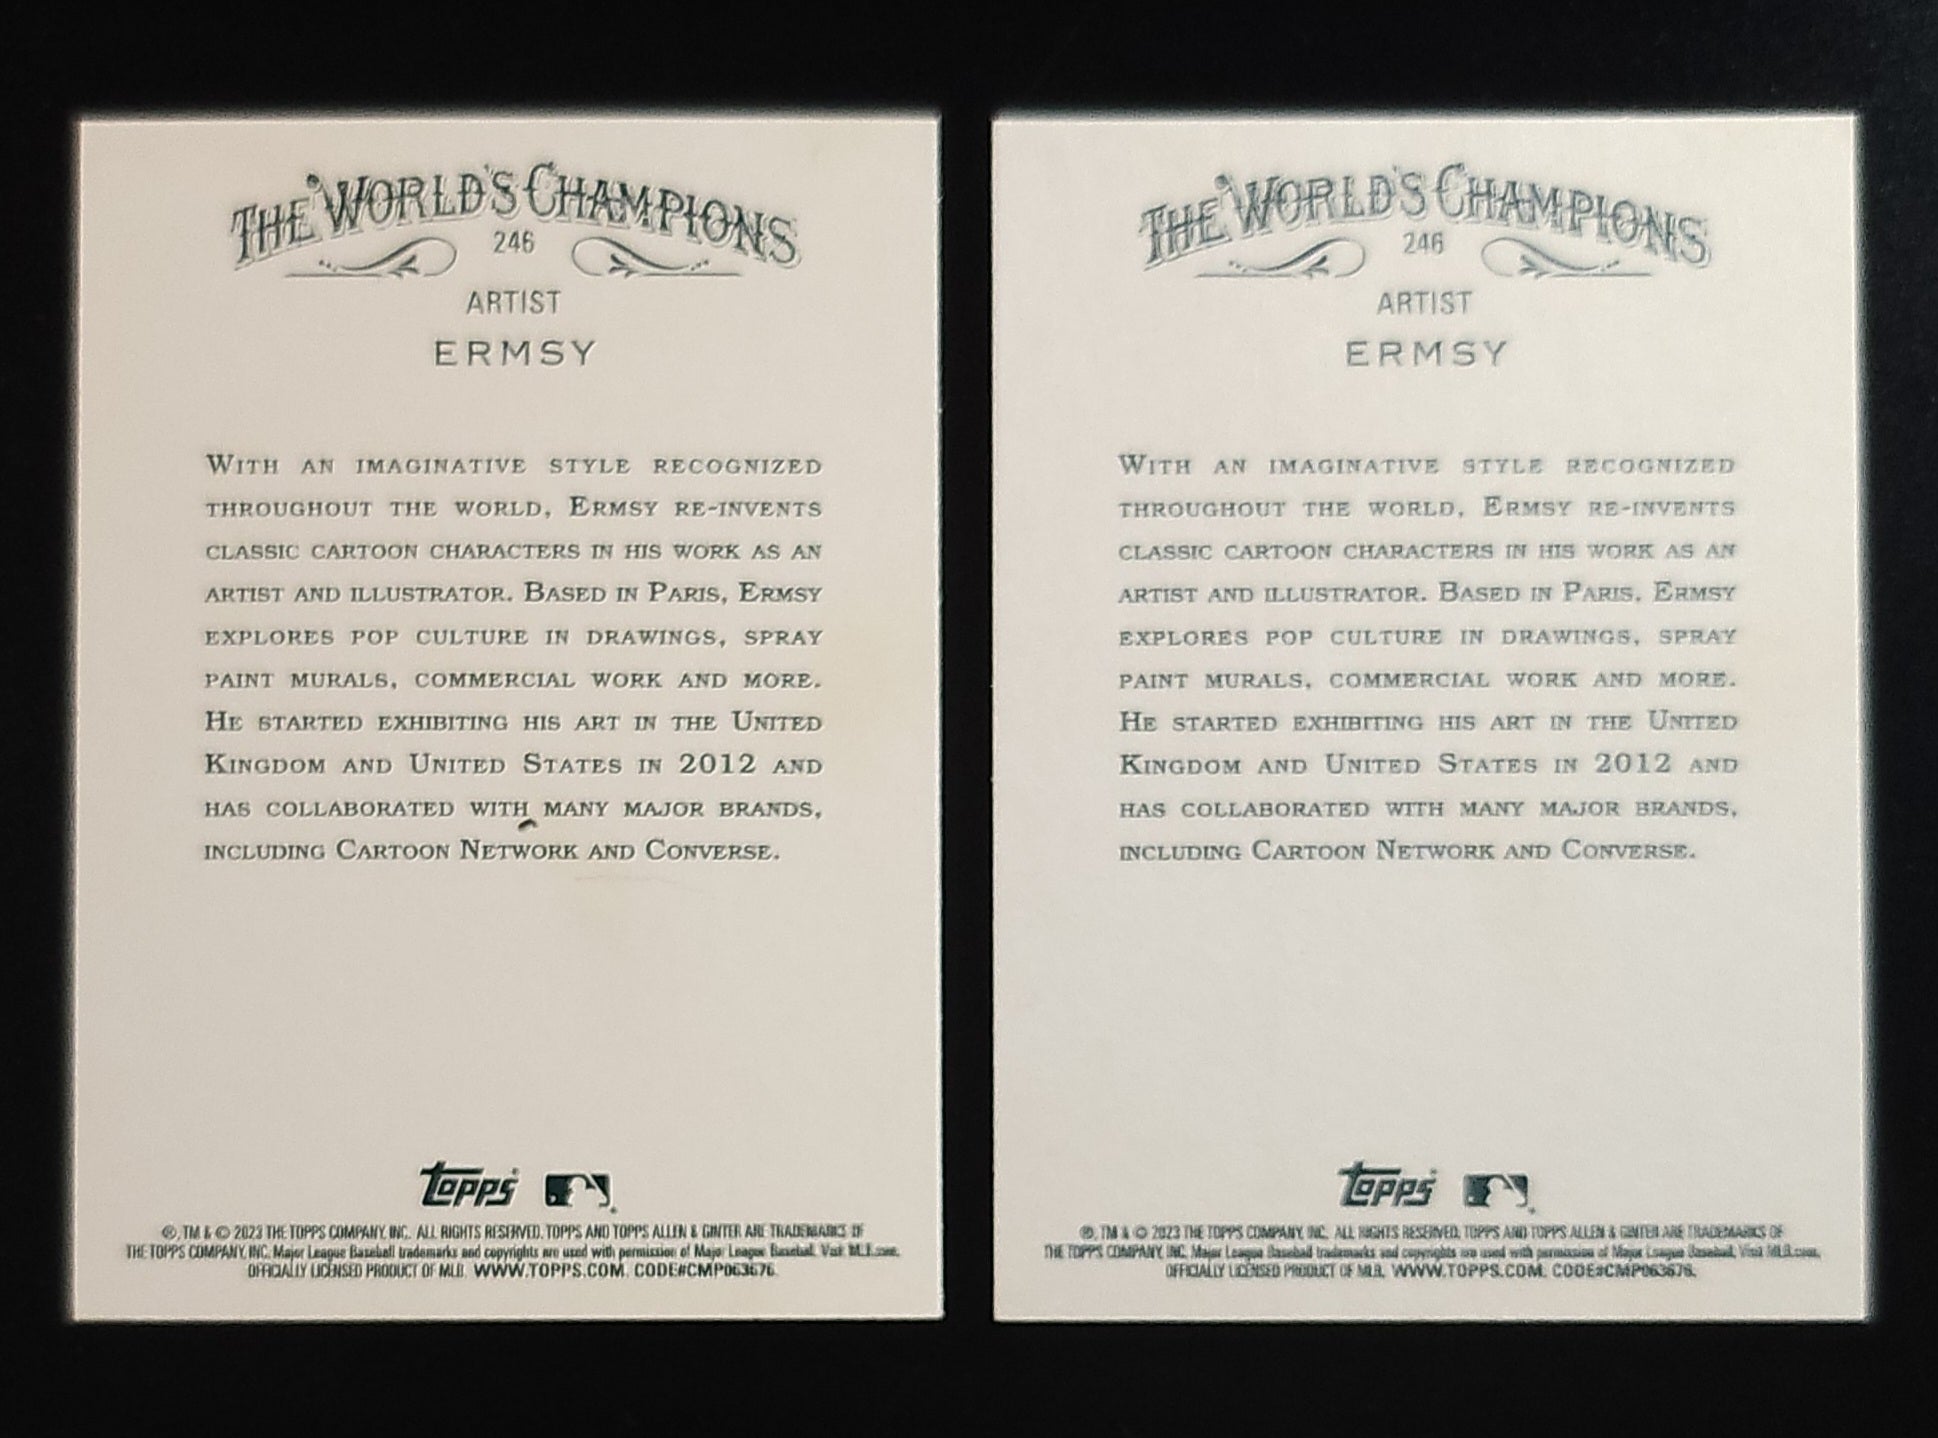 THE WORLD'S CHAMPIONS
246
ARTIST
ERMSY
WITH AN IMAGINATIVE STYLE RECOGNIZED
THROUGHOUT THE WORLD, ERMSY RE-INVENTS
CLASSIC CARTOON CHARACTERS IN HIS WORK AS AN
ARTIST AND ILLUSTRATOR. BASED IN PARIS, ERMSY
EXPLORES POP CULTURE IN DRAWINGS, SPRAY
PAINT MURALS, COMMERCIAL WORK AND MORE.
HE STARTED EXHIBITING HIS ART IN THE UNITED
KINGDOM AND UNITED STATES IN 2012 AND
HAS COLLABORATED WITH MANY MAJOR BRANDS,
INCLUDING CARTOON NETWORK AND CONVERSE.
topps
®, TM & © 2023 THE TOPPS COMPANY, INC. ALL RIGHTS RESERVED. TOPPS AND TOPPS ALLEN & GINTER ARE TRADEMARKS OF
THE TOPPS COMPANY, INC. Major League Baseball trademarks and copyrights are used with permission of Major League Baseball. Visit MLB.com.
OFFICIALLY LICENSED PRODUCT OF MLB. WWW.TOPPS.COM. CODE#CMP063676.
THE WORLD'S CHAMPIONS
246
ARTIST
ERMSY
WITH AN IMAGINATIVE STYLE RECOGNIZED
THROUGHOUT THE WORLD, ERMSY RE-INVENTS
CLASSIC CARTOON CHARACTERS IN HIS WORK AS AN
ARTIST AND ILLUSTRATOR. BASED IN PARIS, ERMSY
EXPLORES POP CULTURE IN DRAWINGS, SPRAY
PAINT MURALS, COMMERCIAL WORK AND MORE.
HE STARTED EXHIBITING HIS ART IN THE UNITED
KINGDOM AND UNITED STATES IN 2012 AND
HAS COLLABORATED WITH MANY MAJOR BRANDS,
INCLUDING CARTOON NETWORK AND CONVERSE.
topps
®, TM & © 2023 THE TOPPS COMPANY, INC. ALL RIGHTS RESERVED. TOPPS AND TOPPS ALLEN & GINTER ARE TRADEMARKS OF
THE TOPPS COMPANY, INC. Major League Baseball trademarks and copyrights are used with permission of Major League Baseball. Visit MLB.com.
OFFICIALLY LICENSED PRODUCT OF MLB. WWW.TOPPS.COM. CODE#CMP063676.